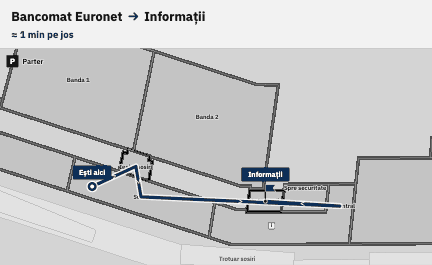 Bancomat Euronet → Informații
≈ 1 min pe jos
P Parter
Banda 1
Banda 2
Ești aici
Informații
Spre securitate
Trotuar sosiri